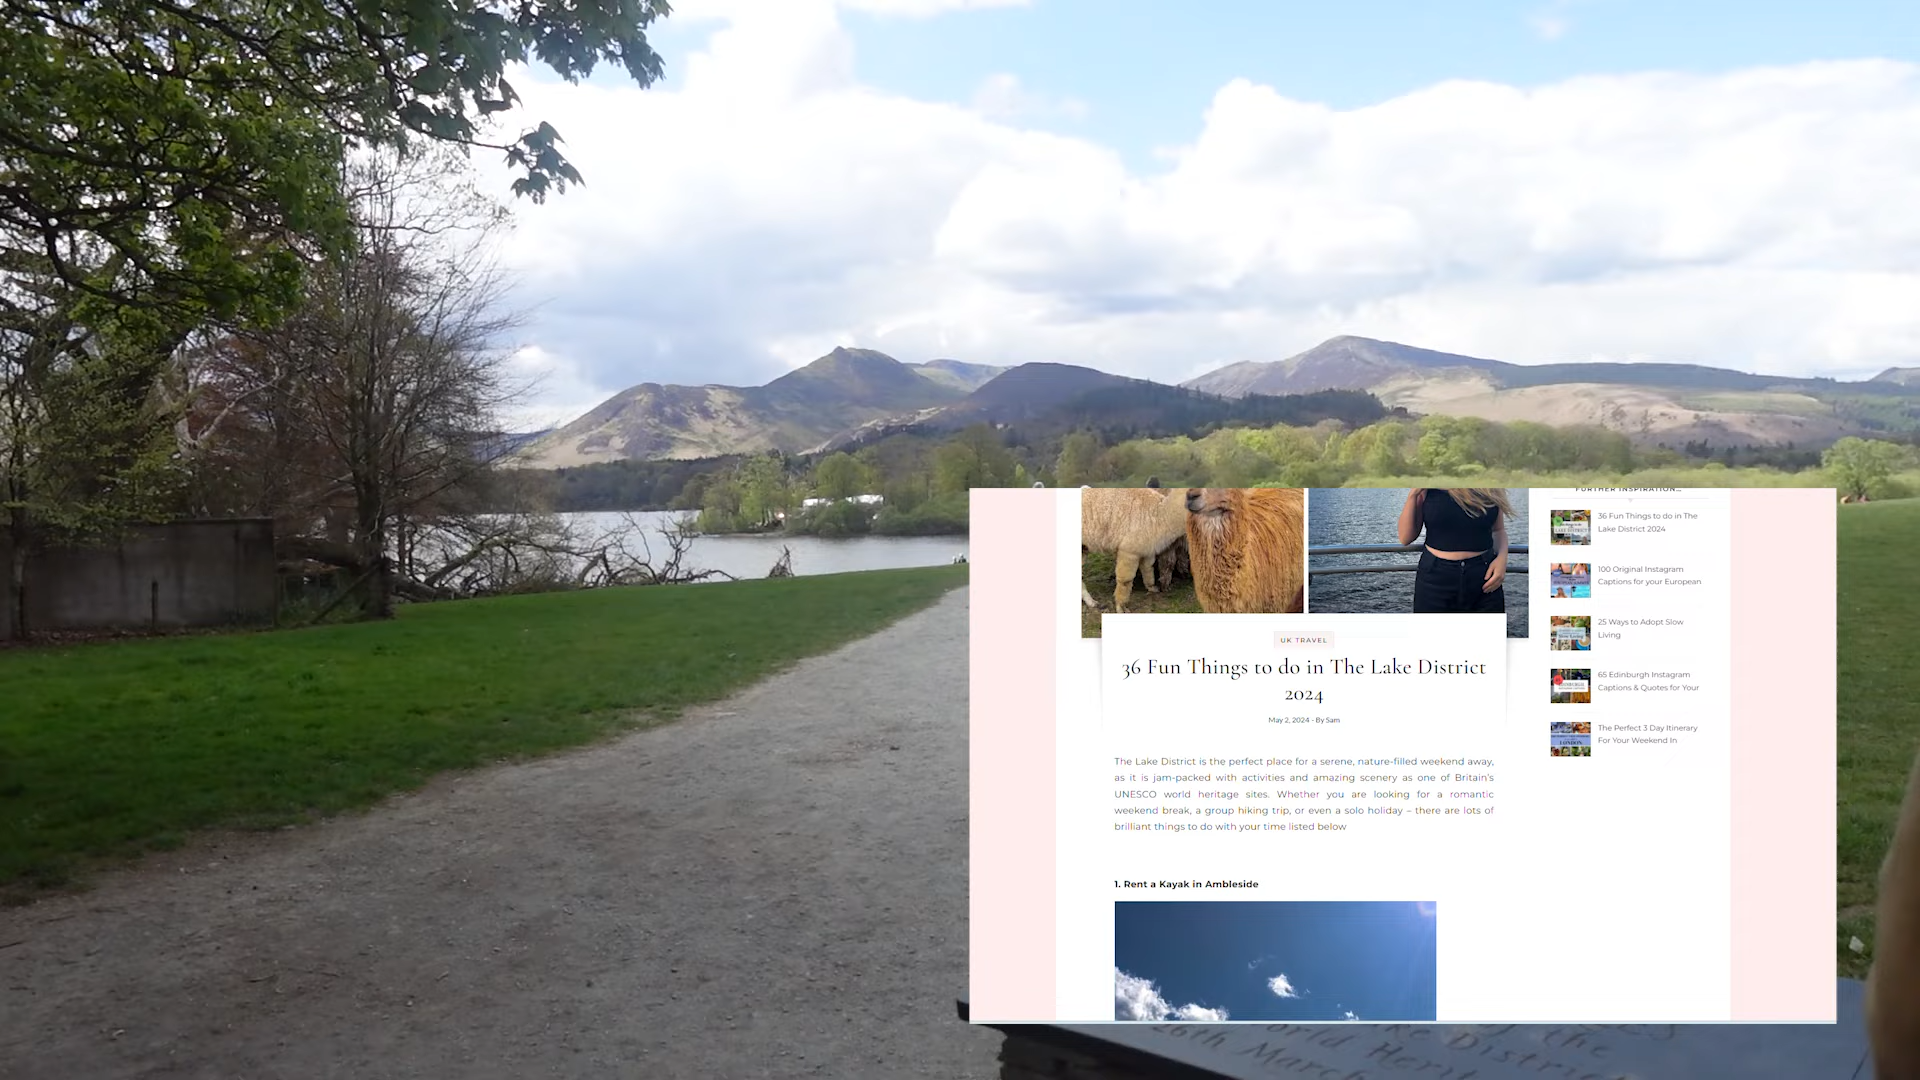 FURTHER INSPIRATION...
36 Fun Things to do in The
Lake District 2024
100 Original Instagram
Captions for your European
25 Ways to Adopt Slow
Living
65 Edinburgh Instagram
Captions & Quotes for Your
The Perfect 3 Day Itinerary
For Your Weekend In
UK TRAVEL
36 Fun Things to do in The Lake District
2024
May 2, 2024 - By Sam
The Lake District is the perfect place for a serene, nature-filled weekend away,
as it is jam-packed with activities and amazing scenery as one of Britain's
UNESCO world heritage sites. Whether you are looking for a romantic
weekend break, a group hiking trip, or even a solo holiday – there are lots of
brilliant things to do with your time listed below
1. Rent a Kayak in Ambleside
of the
26th March